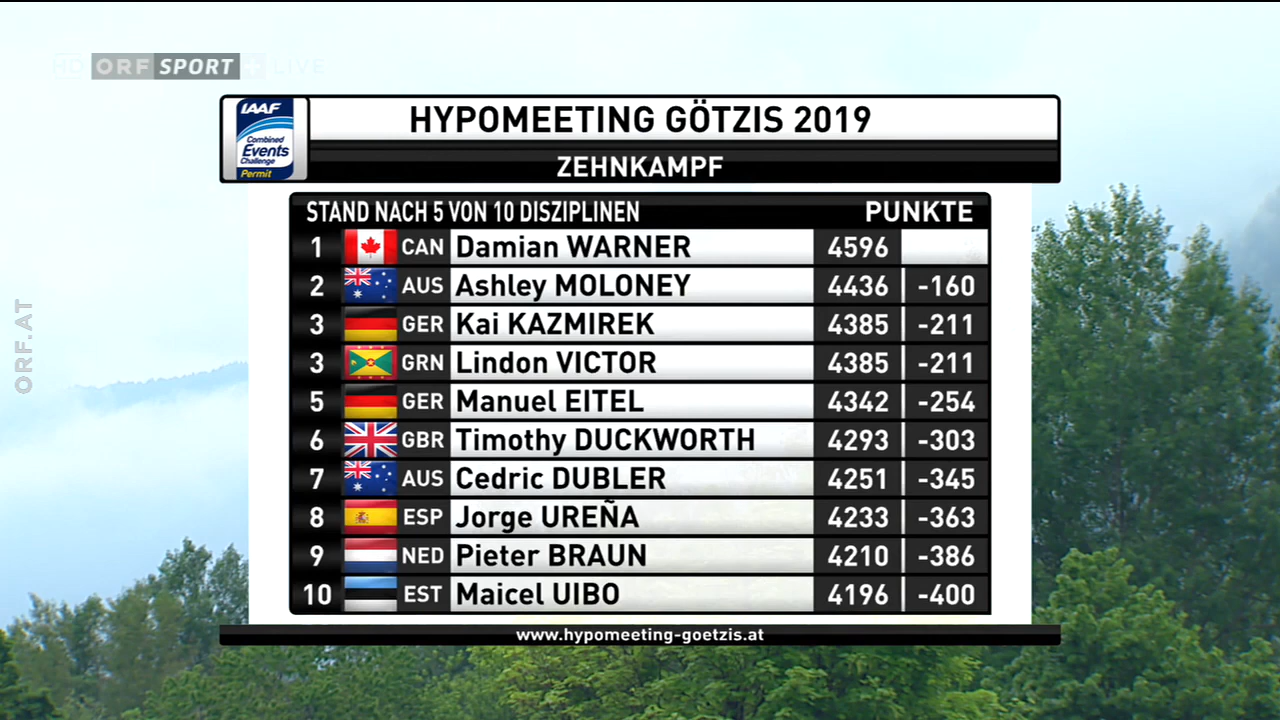 HD ORF SPORT + LIVE
IAAF
Combined
Events
Challenge
Permit
HYPOMEETING GÖTZIS 2019
ZEHNKAMPF
STAND NACH 5 VON 10 DISZIPLINEN PUNKTE
1 CAN Damian WARNER 4596
2 AUS Ashley MOLONEY 4436 -160
3 GER Kai KAZMIREK 4385 -211
3 GRN Lindon VICTOR 4385 -211
5 GER Manuel EITEL 4342 -254
6 GBR Timothy DUCKWORTH 4293 -303
7 AUS Cedric DUBLER 4251 -345
8 ESP Jorge UREÑA 4233 -363
9 NED Pieter BRAUN 4210 -386
10 EST Maicel UIBO 4196 -400
www.hypomeeting-goetzis.at
ORF.AT